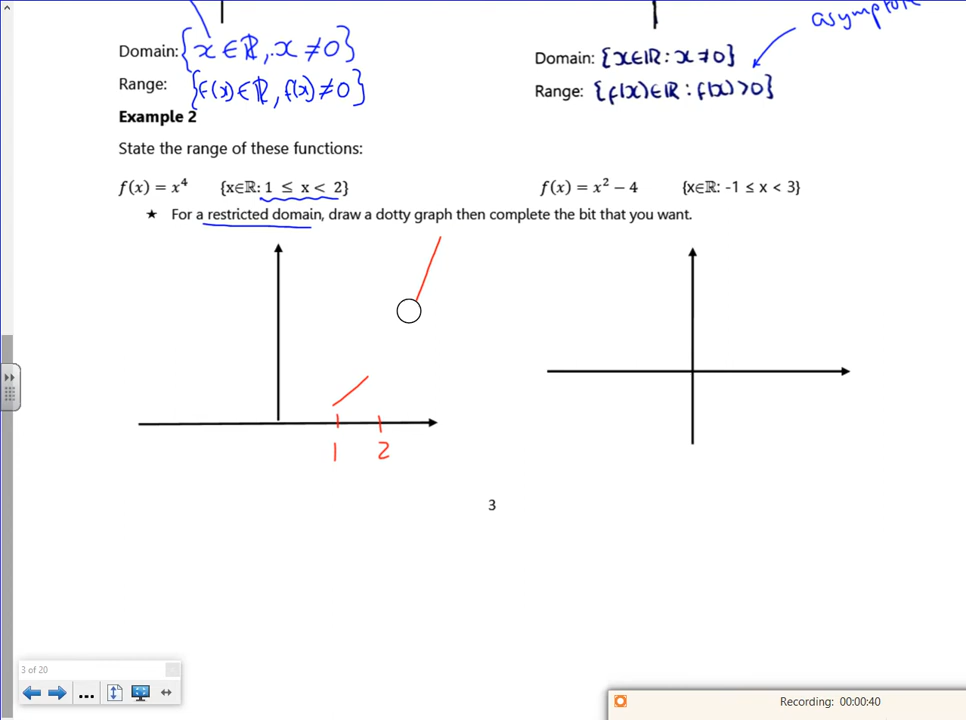 asymptote
Domain: {x∈ℝ, x ≠ 0}
Domain: {x∈ℝ : x ≠ 0}
Range: {f(x)∈ℝ, f(x) ≠ 0}
Range: {f(x)∈ℝ : f(x) > 0}
Example 2
State the range of these functions:
f(x) = x⁴ {x∈ℝ: 1 ≤ x < 2}
f(x) = x² – 4 {x∈ℝ: -1 ≤ x < 3}
★ For a restricted domain, draw a dotty graph then complete the bit that you want.
1 2
3
3 of 20
...
Recording: 00:00:40